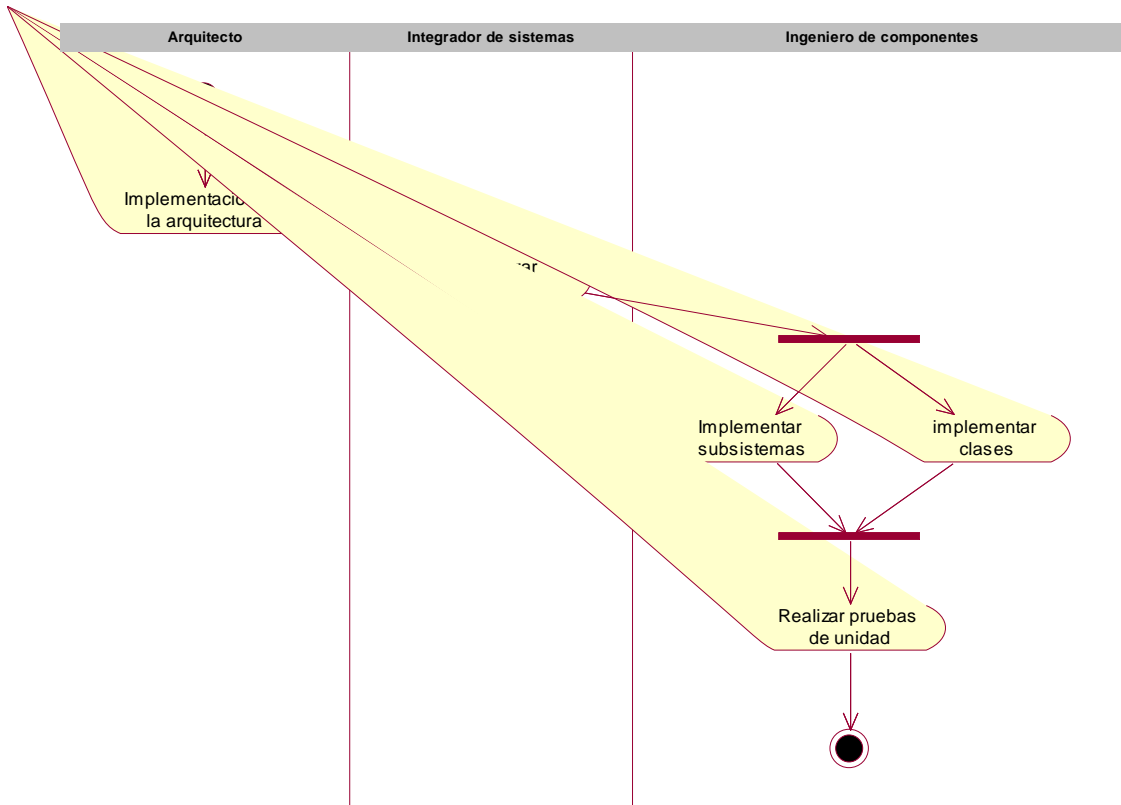 Arquitecto
Integrador de sistemas
Ingeniero de componentes
la arquitectura
Implementar
subsistemas
implementar
clases
Realizar pruebas
de unidad